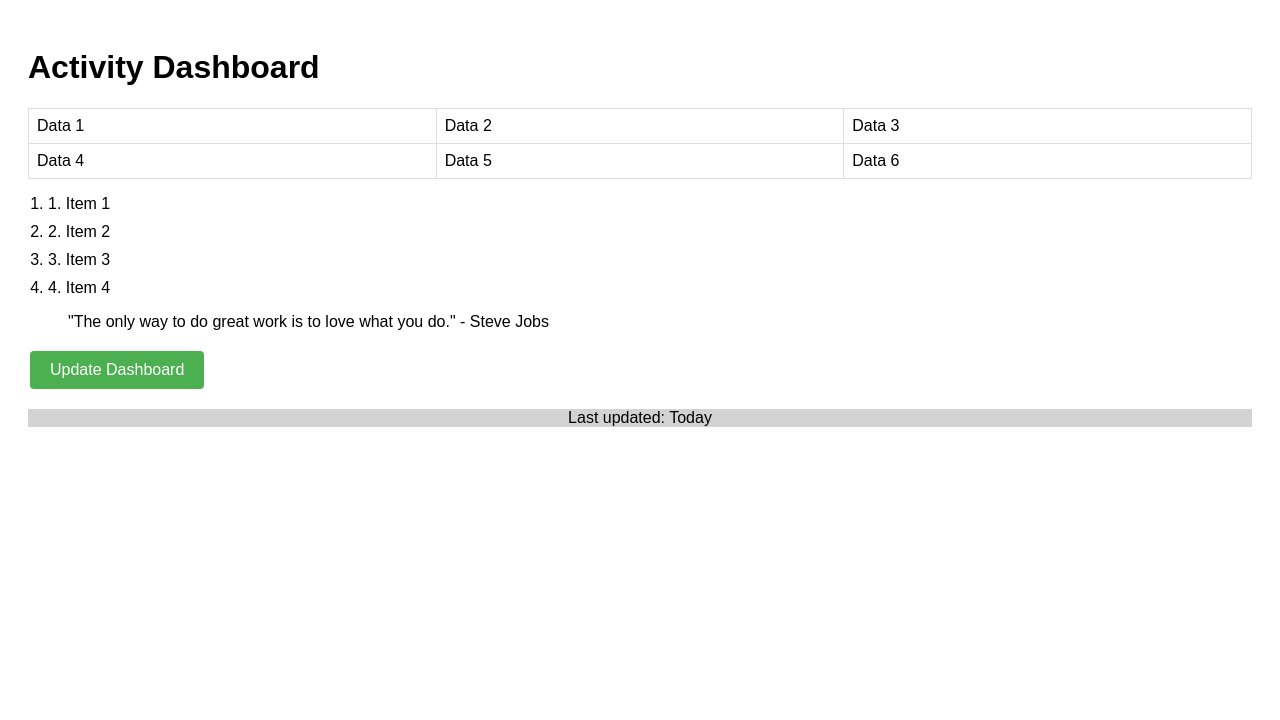 Activity Dashboard
Data 1 Data 2 Data 3
Data 4 Data 5 Data 6
1. 1. Item 1
2. 2. Item 2
3. 3. Item 3
4. 4. Item 4
"The only way to do great work is to love what you do." - Steve Jobs
Update Dashboard
Last updated: Today